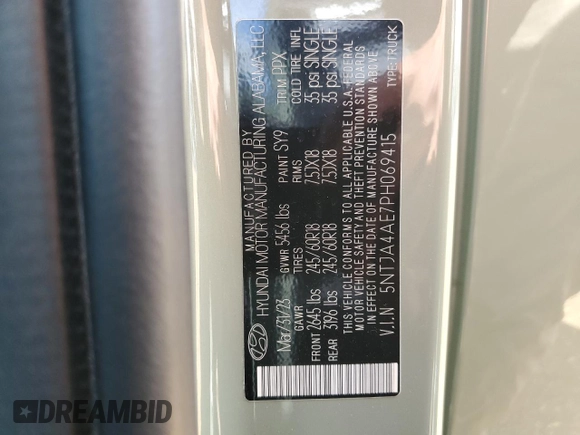 MANUFACTURED BY
HYUNDAI MOTOR MANUFACTURING ALABAMA, LLC
Mar/31/23 GVWR 5456 lbs PAINT SY9 TRIM PPX
GAWR TIRES RIMS COLD TIRE INFL
FRONT 2645 lbs 245/60R18 7.5JX18 35 psi SINGLE
REAR 3196 lbs 245/60R18 7.5JX18 35 psi SINGLE
THIS VEHICLE CONFORMS TO ALL APPLICABLE U.S.A. FEDERAL
MOTOR VEHICLE SAFETY AND THEFT PREVENTION STANDARDS
IN EFFECT ON THE DATE OF MANUFACTURE SHOWN ABOVE.
V.I.N 5NTJA4AE7PH069415 TYPE:TRUCK
DREAMBID